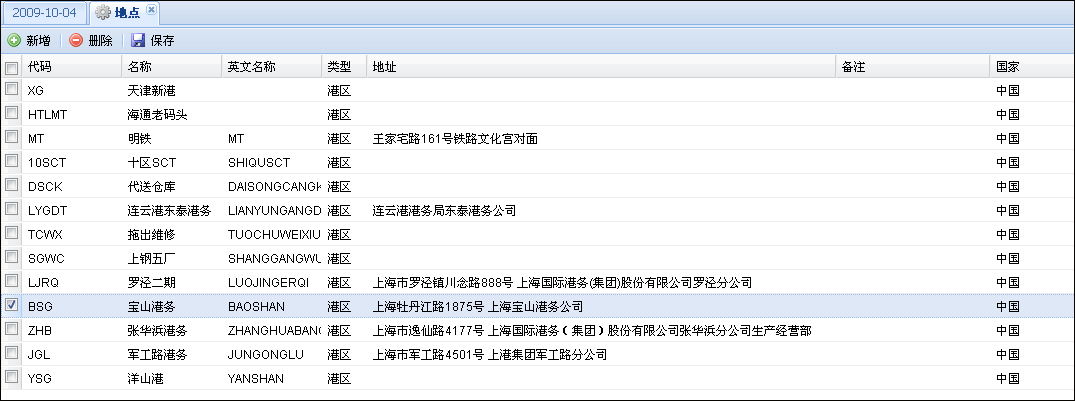 2009-10-04 地点
新增 删除 保存
代码 名称 英文名称 类型 地址 备注 国家
XG 天津新港 港区 中国
HTLMT 海通老码头 港区 中国
MT 明铁 MT 港区 王家宅路161号铁路文化宫对面 中国
10SCT 十区SCT SHIQUSCT 港区 中国
DSCK 代送仓库 DAISONGCANGK 港区 中国
LYGDT 连云港东泰港务 LIANYUNGANGD 港区 连云港港务局东泰港务公司 中国
TCWX 拖出维修 TUOCHUWEIXIU 港区 中国
SGWC 上钢五厂 SHANGGANGWU 港区 中国
LJRQ 罗泾二期 LUOJINGERQI 港区 上海市罗泾镇川念路888号 上海国际港务(集团)股份有限公司罗泾分公司 中国
BSG 宝山港务 BAOSHAN 港区 上海牡丹江路1875号 上海宝山港务公司 中国
ZHB 张华浜港务 ZHANGHUABANG 港区 上海市逸仙路4177号 上海国际港务（集团）股份有限公司张华浜分公司生产经营部 中国
JGL 军工路港务 JUNGONGLU 港区 上海市军工路4501号 上港集团军工路分公司 中国
YSG 洋山港 YANSHAN 港区 中国